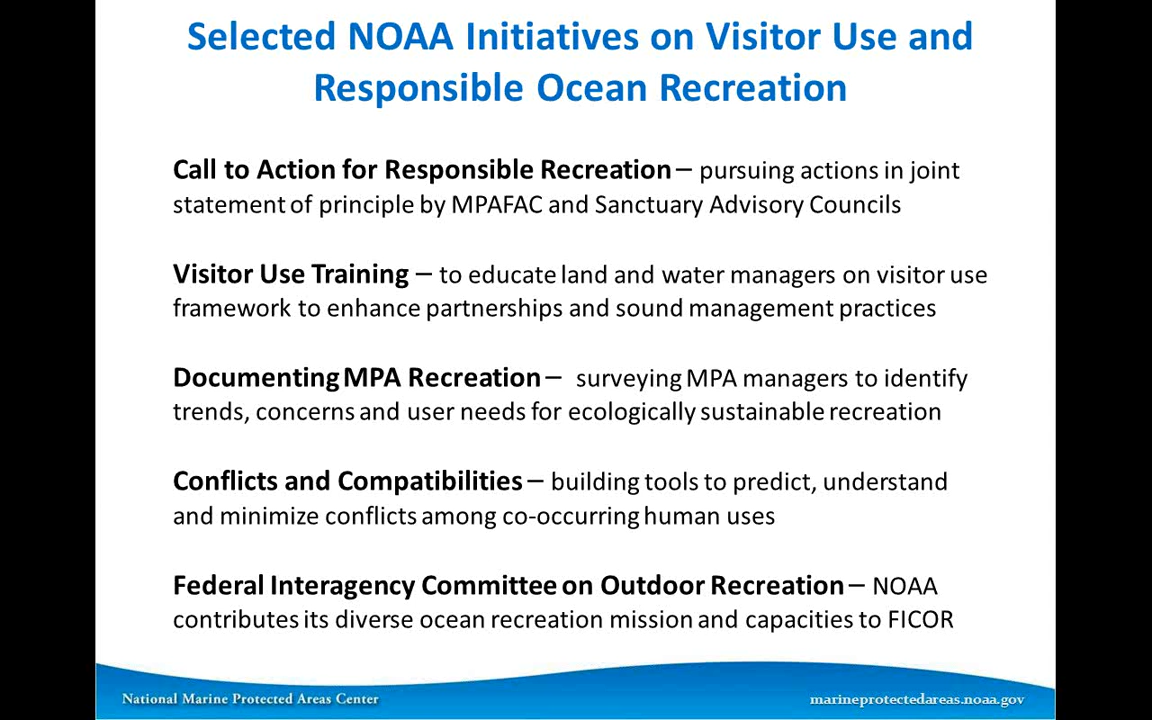 Selected NOAA Initiatives on Visitor Use and
Responsible Ocean Recreation
Call to Action for Responsible Recreation – pursuing actions in joint
statement of principle by MPAFAC and Sanctuary Advisory Councils
Visitor Use Training – to educate land and water managers on visitor use
framework to enhance partnerships and sound management practices
Documenting MPA Recreation – surveying MPA managers to identify
trends, concerns and user needs for ecologically sustainable recreation
Conflicts and Compatibilities – building tools to predict, understand
and minimize conflicts among co-occurring human uses
Federal Interagency Committee on Outdoor Recreation – NOAA
contributes its diverse ocean recreation mission and capacities to FICOR
National Marine Protected Areas Center
marineprotectedareas.noaa.gov